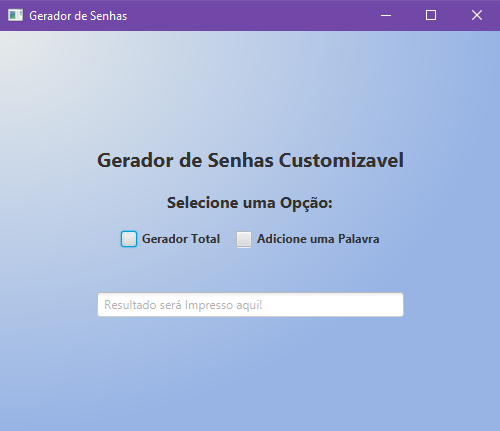 Gerador de Senhas
Gerador de Senhas Customizavel
Selecione uma Opção:
Gerador Total Adicione uma Palavra
Resultado será Impresso aqui!